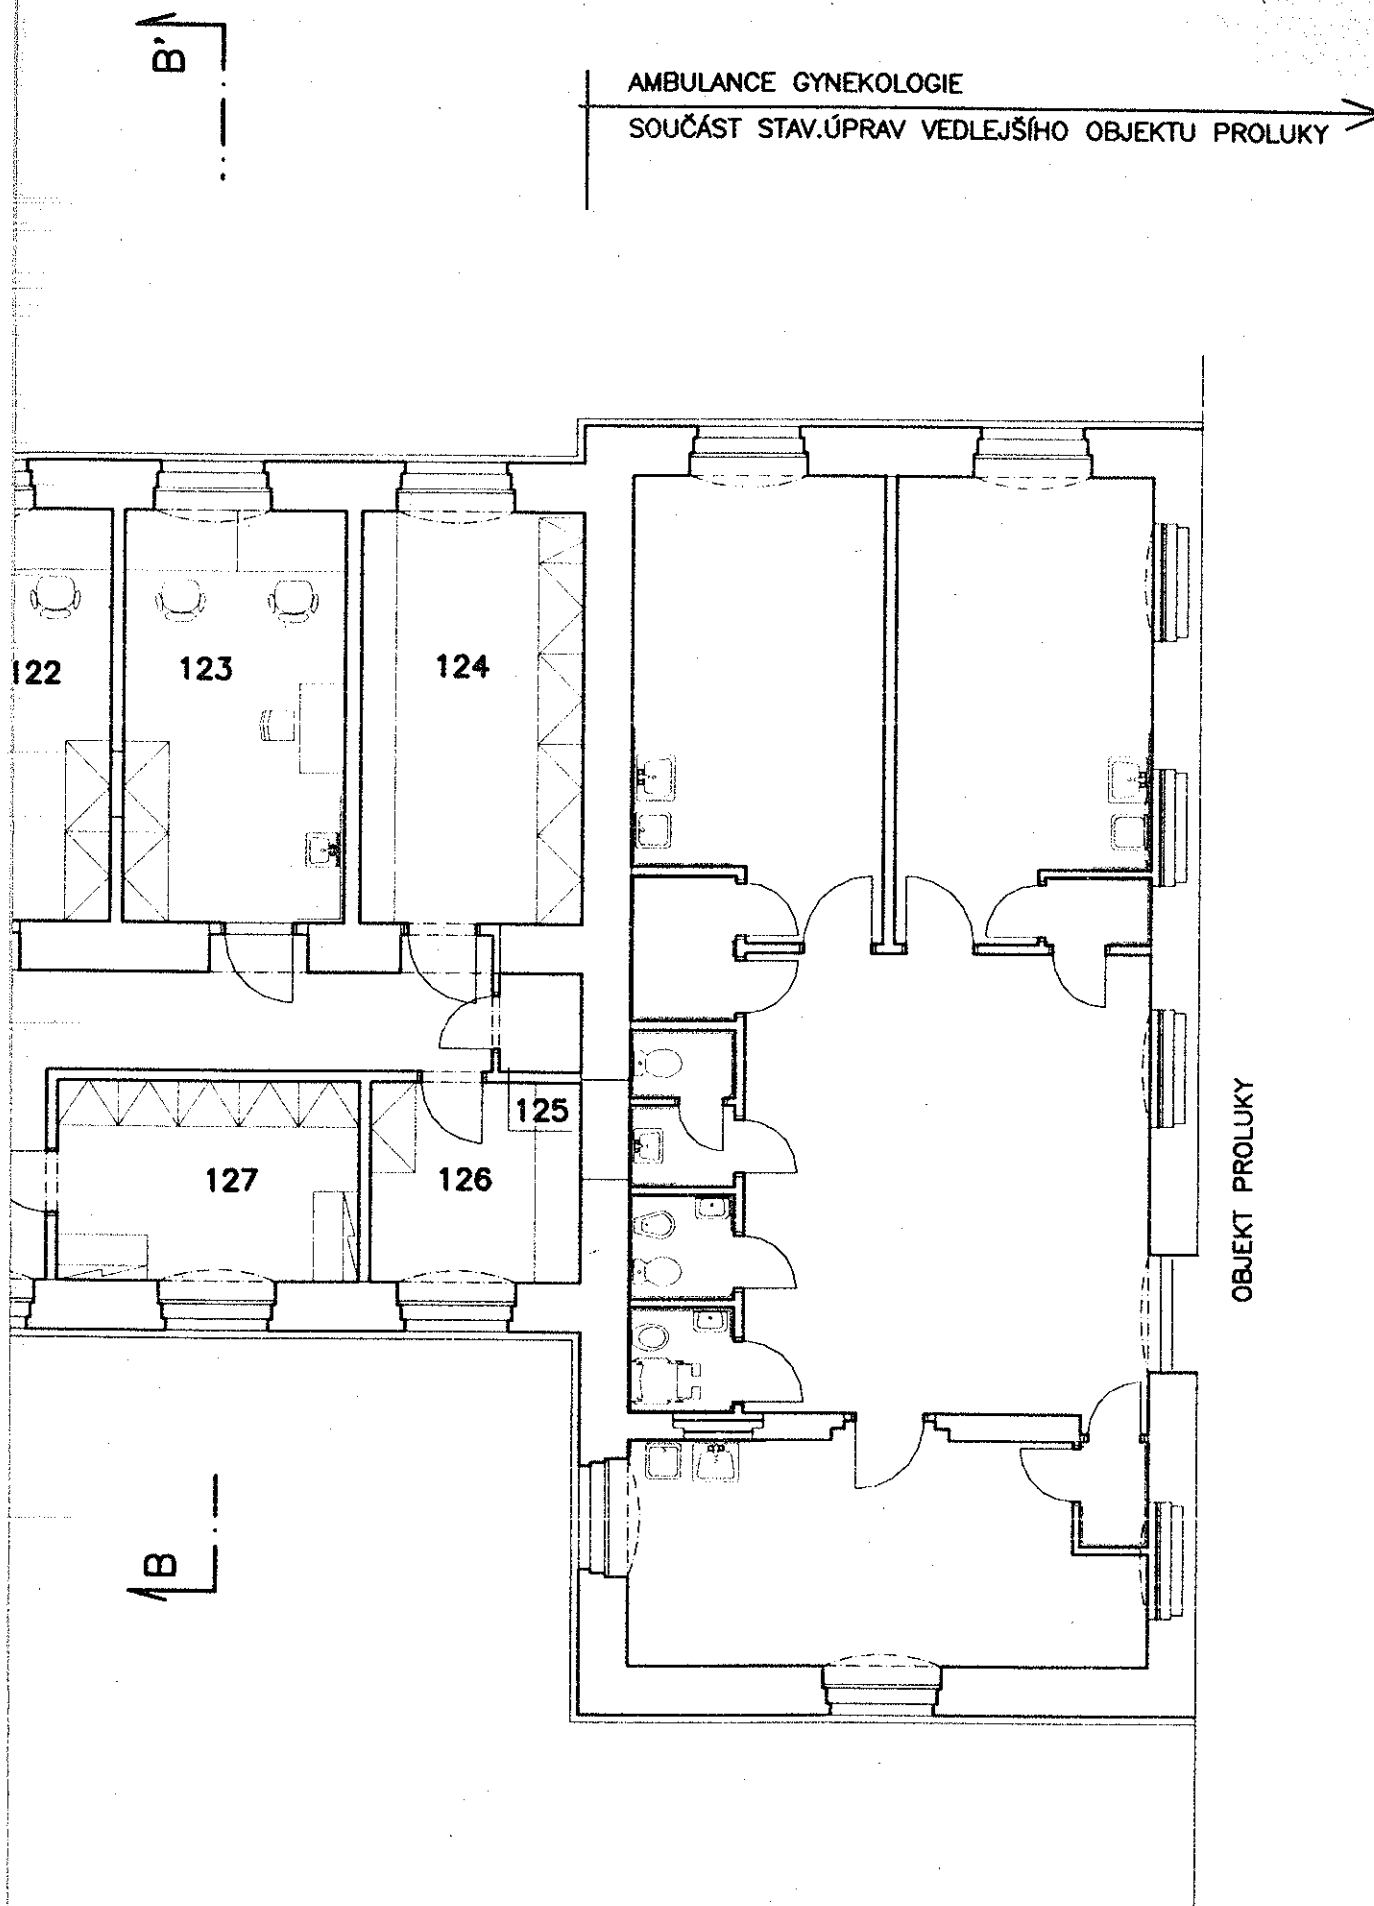 B'
AMBULANCE GYNEKOLOGIE
SOUČÁST STAV.ÚPRAV VEDLEJŠÍHO OBJEKTU PROLUKY
122
123
124
125
127
126
OBJEKT PROLUKY
B